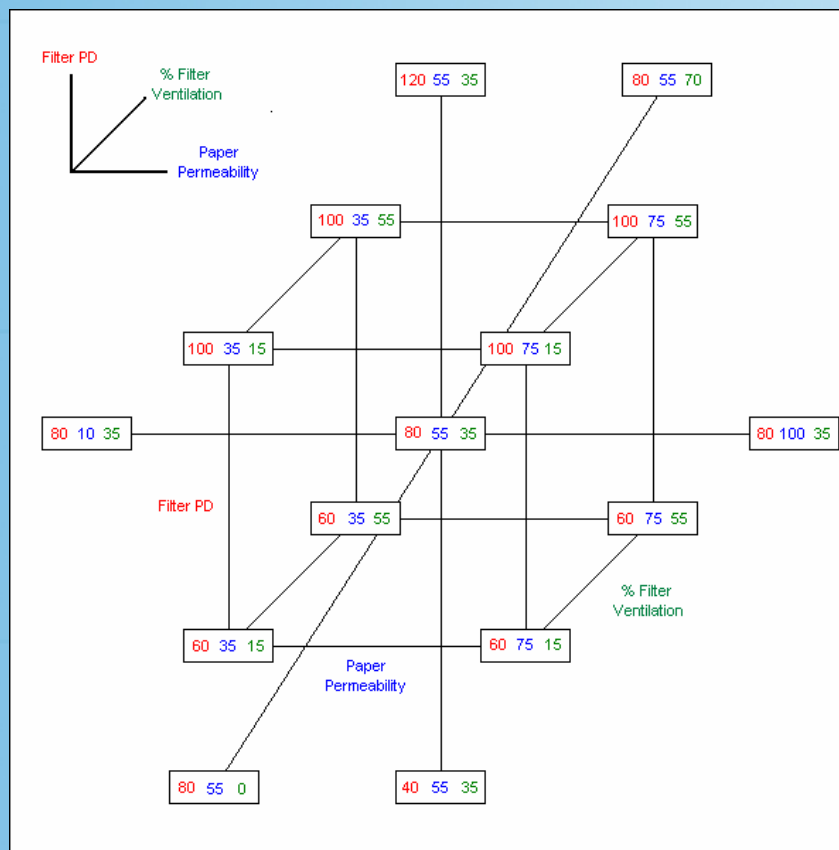 Filter PD
% Filter
Ventilation
Paper
Permeability
120 55 35
80 55 70
100 35 55
100 75 55
100 35 15
100 75 15
80 10 35
80 55 35
80 100 35
Filter PD
60 35 55
60 75 55
% Filter
Ventilation
60 35 15
60 75 15
Paper
Permeability
80 55 0
40 55 35